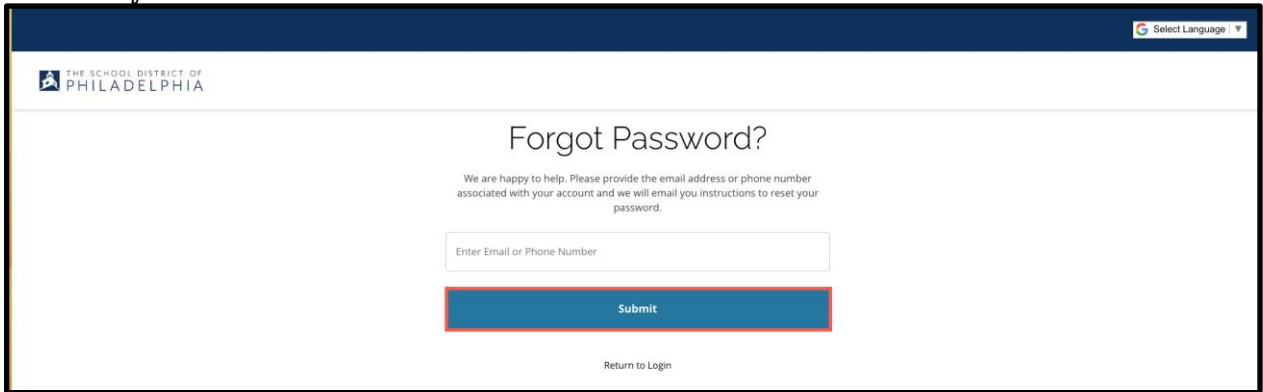 Select Language
THE SCHOOL DISTRICT OF
PHILADELPHIA
Forgot Password?
We are happy to help. Please provide the email address or phone number
associated with your account and we will email you instructions to reset your
password.
Enter Email or Phone Number
Submit
Return to Login